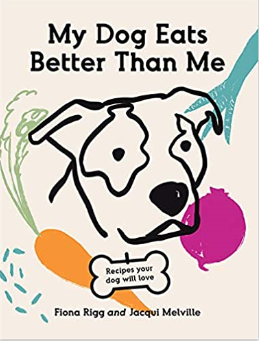 My Dog Eats
Better Than Me
Recipes your
dog will love
Fiona Rigg and Jacqui Melville